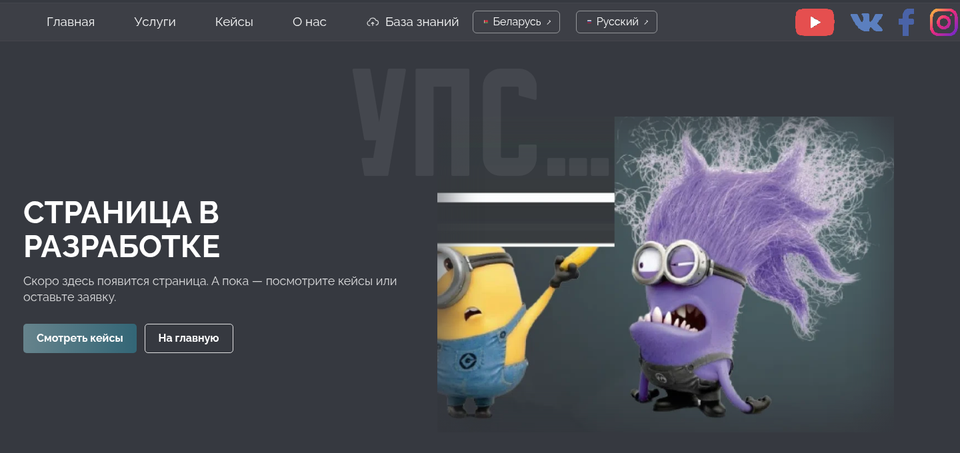 Главная Услуги Кейсы О нас База знаний Беларусь Русский
УПС...
СТРАНИЦА В
РАЗРАБОТКЕ
Скоро здесь появится страница. А пока — посмотрите кейсы или
оставьте заявку.
Смотреть кейсы На главную